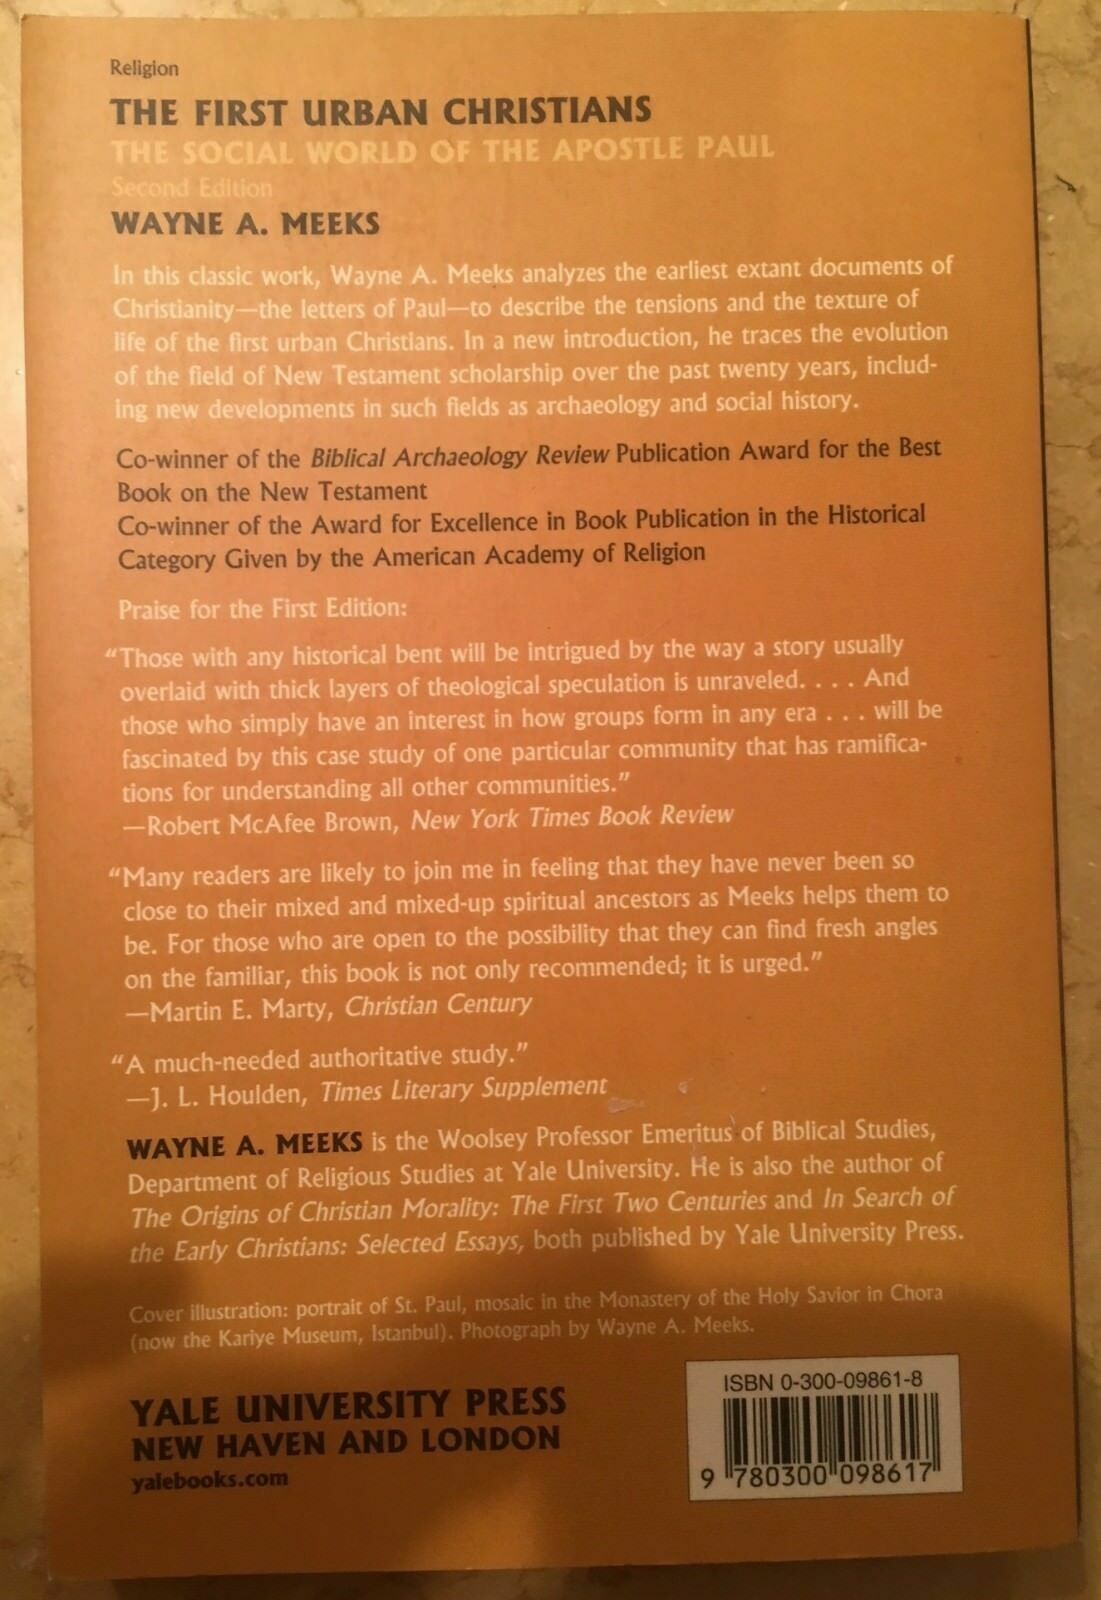 Religion
THE FIRST URBAN CHRISTIANS
THE SOCIAL WORLD OF THE APOSTLE PAUL
Second Edition
WAYNE A. MEEKS
In this classic work, Wayne A. Meeks analyzes the earliest extant documents of
Christianity—the letters of Paul—to describe the tensions and the texture of
life of the first urban Christians. In a new introduction, he traces the evolution
of the field of New Testament scholarship over the past twenty years, includ-
ing new developments in such fields as archaeology and social history.
Co-winner of the Biblical Archaeology Review Publication Award for the Best
Book on the New Testament
Co-winner of the Award for Excellence in Book Publication in the Historical
Category Given by the American Academy of Religion
Praise for the First Edition:
“Those with any historical bent will be intrigued by the way a story usually
overlaid with thick layers of theological speculation is unraveled. . . . And
those who simply have an interest in how groups form in any era . . . will be
fascinated by this case study of one particular community that has ramifica-
tions for understanding all other communities.”
—Robert McAfee Brown, New York Times Book Review
“Many readers are likely to join me in feeling that they have never been so
close to their mixed and mixed-up spiritual ancestors as Meeks helps them to
be. For those who are open to the possibility that they can find fresh angles
on the familiar, this book is not only recommended; it is urged.”
—Martin E. Marty, Christian Century
“A much-needed authoritative study.”
—J. L. Houlden, Times Literary Supplement
WAYNE A. MEEKS is the Woolsey Professor Emeritus of Biblical Studies,
Department of Religious Studies at Yale University. He is also the author of
The Origins of Christian Morality: The First Two Centuries and In Search of
the Early Christians: Selected Essays, both published by Yale University Press.
Cover illustration: portrait of St. Paul, mosaic in the Monastery of the Holy Savior in Chora
(now the Kariye Museum, Istanbul). Photograph by Wayne A. Meeks.
YALE UNIVERSITY PRESS
NEW HAVEN AND LONDON
yalebooks.com
ISBN 0-300-09861-8
9 780300 098617